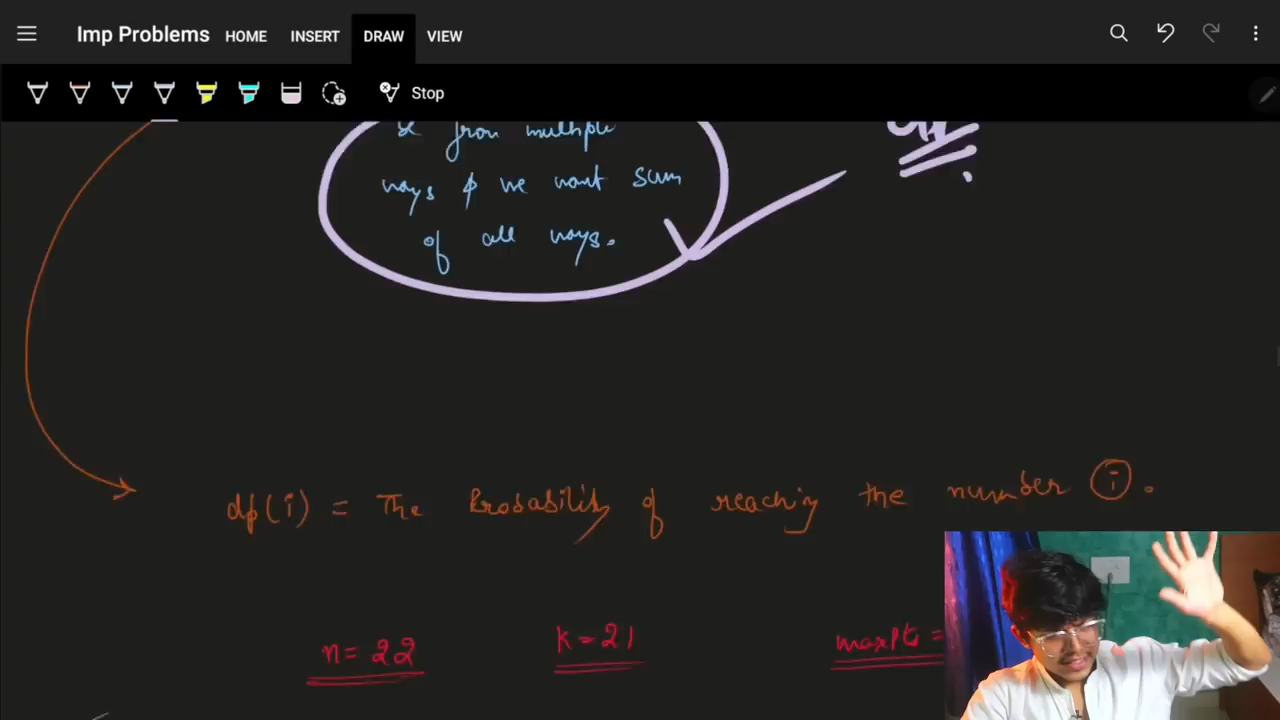 Imp Problems HOME INSERT DRAW VIEW
Stop
from multiple
ways & we want sum
of all ways.
dp(i) = The Probability of reaching the number i.
n = 22 k = 21 maxPt =